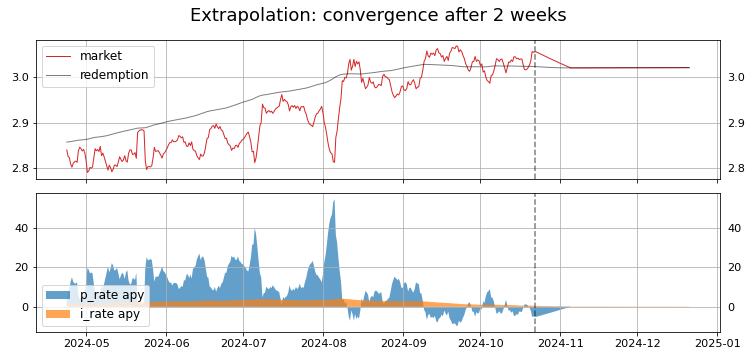 Extrapolation: convergence after 2 weeks
market
redemption
3.0 3.0
2.9 2.9
2.8 2.8
40 40
20 20
0 0
p_rate apy
i_rate apy
2024-05 2024-06 2024-07 2024-08 2024-09 2024-10 2024-11 2024-12 2025-01